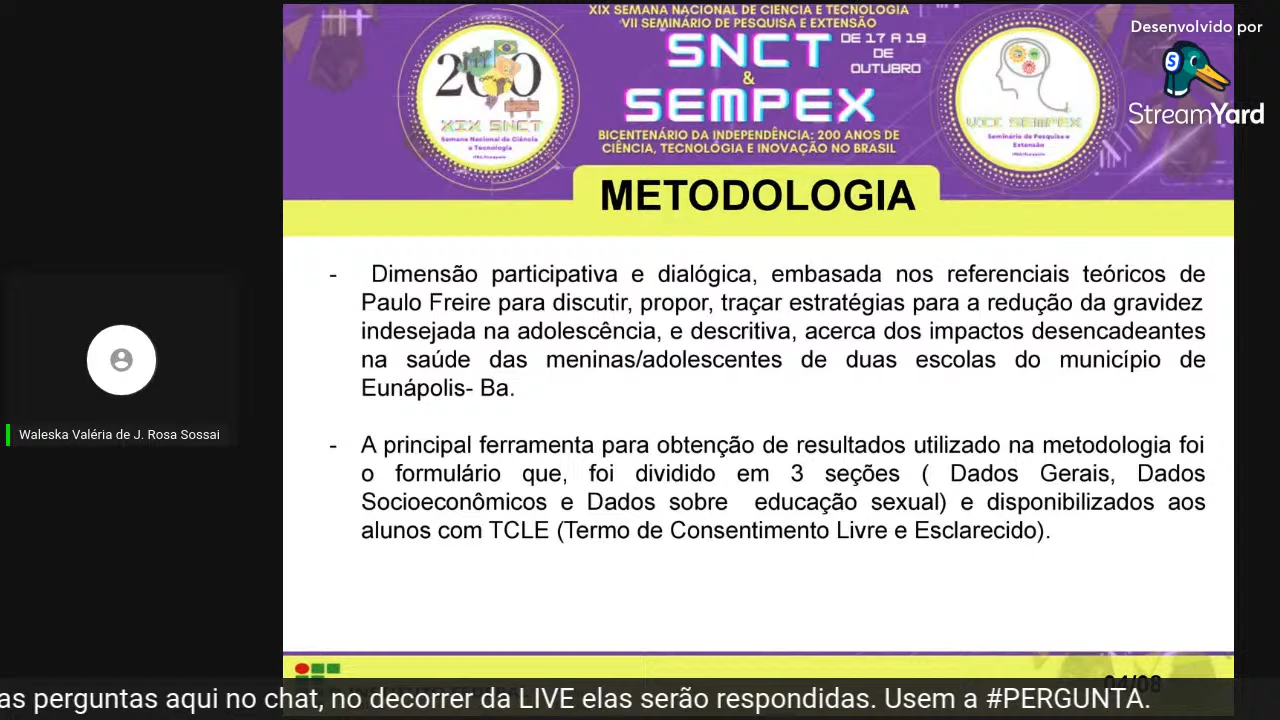 XIX SEMANA NACIONAL DE CIENCIA E TECNOLOGIA
VII SEMINÁRIO DE PESQUISA E EXTENSÃO
SNCT
&
SEMPEX
DE 17 A 19
DE
OUTUBRO
BICENTENÁRIO DA INDEPENDÊNCIA: 200 ANOS DE
CIÊNCIA, TECNOLOGIA E INOVAÇÃO NO BRASIL
200
XIX SNCT
Semana Nacional da Ciência
e Tecnologia
VII SEMPEX
Seminário de Pesquisa e
Extensão
Desenvolvido por
StreamYard
METODOLOGIA
- Dimensão participativa e dialógica, embasada nos referenciais teóricos de
Paulo Freire para discutir, propor, traçar estratégias para a redução da gravidez
indesejada na adolescência, e descritiva, acerca dos impactos desencadeantes
na saúde das meninas/adolescentes de duas escolas do município de
Eunápolis- Ba.
- A principal ferramenta para obtenção de resultados utilizado na metodologia foi
o formulário que, foi dividido em 3 seções ( Dados Gerais, Dados
Socioeconômicos e Dados sobre educação sexual) e disponibilizados aos
alunos com TCLE (Termo de Consentimento Livre e Esclarecido).
Waleska Valéria de J. Rosa Sossai
04/08
as perguntas aqui no chat, no decorrer da LIVE elas serão respondidas. Usem a #PERGUNTA.